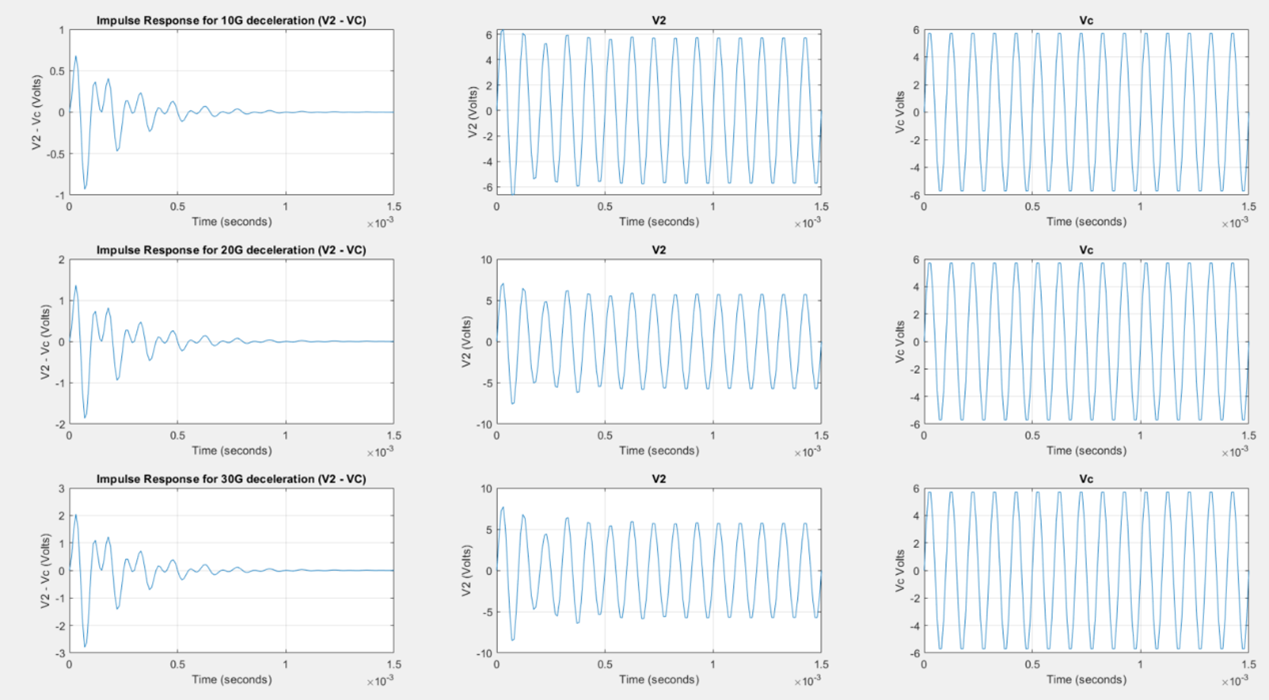 Impulse Response for 10G deceleration (V2 - VC)
V2 - Vc (Volts)
1
0.5
0
-0.5
-1
0 0.5 1 1.5
Time (seconds)
×10⁻³
V2
V2 (Volts)
6
4
2
0
-2
-4
-6
0 0.5 1 1.5
Time (seconds)
×10⁻³
Vc
Vc Volts
6
4
2
0
-2
-4
-6
0 0.5 1 1.5
Time (seconds)
×10⁻³
Impulse Response for 20G deceleration (V2 - VC)
V2 - Vc (Volts)
2
1
0
-1
-2
0 0.5 1 1.5
Time (seconds)
×10⁻³
V2
V2 (Volts)
10
5
0
-5
-10
0 0.5 1 1.5
Time (seconds)
×10⁻³
Vc
Vc Volts
6
4
2
0
-2
-4
-6
0 0.5 1 1.5
Time (seconds)
×10⁻³
Impulse Response for 30G deceleration (V2 - VC)
V2 - Vc (Volts)
3
2
1
0
-1
-2
-3
0 0.5 1 1.5
Time (seconds)
×10⁻³
V2
V2 (Volts)
10
5
0
-5
-10
0 0.5 1 1.5
Time (seconds)
×10⁻³
Vc
Vc Volts
6
4
2
0
-2
-4
-6
0 0.5 1 1.5
Time (seconds)
×10⁻³